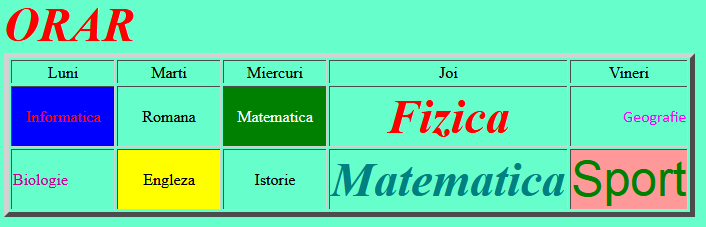 ORAR
Luni Marti Miercuri Joi Vineri
Informatica Romana Matematica Fizica Geografie
Biologie Engleza Istorie Matematica Sport